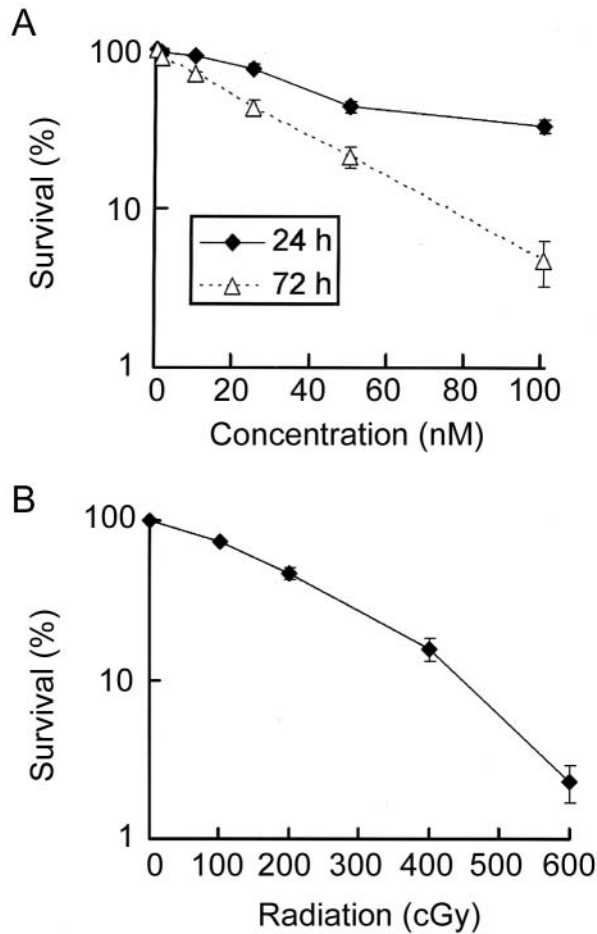 A
100
10
1
Survival (%)
24 h
72 h
0 20 40 60 80 100
Concentration (nM)
B
100
10
1
Survival (%)
0 100 200 300 400 500 600
Radiation (cGy)